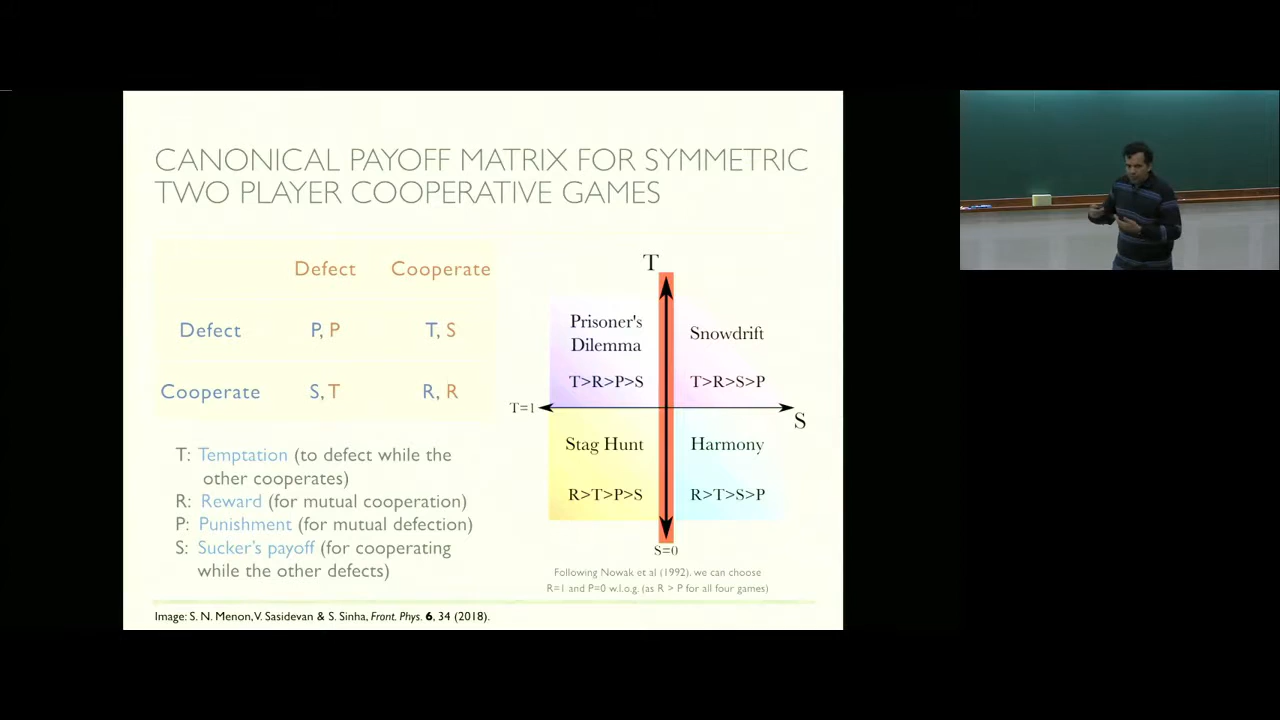 CANONICAL PAYOFF MATRIX FOR SYMMETRIC
TWO PLAYER COOPERATIVE GAMES
Defect Cooperate
Defect P, P T, S
Cooperate S, T R, R
T: Temptation (to defect while the
other cooperates)
R: Reward (for mutual cooperation)
P: Punishment (for mutual defection)
S: Sucker's payoff (for cooperating
while the other defects)
T
Prisoner's
Dilemma
T>R>P>S
Snowdrift
T>R>S>P
T=1
S
Stag Hunt
R>T>P>S
Harmony
R>T>S>P
S=0
Following Nowak et al (1992), we can choose
R=1 and P=0 w.l.o.g. (as R > P for all four games)
Image: S. N. Menon, V. Sasidevan & S. Sinha, Front. Phys. 6, 34 (2018).